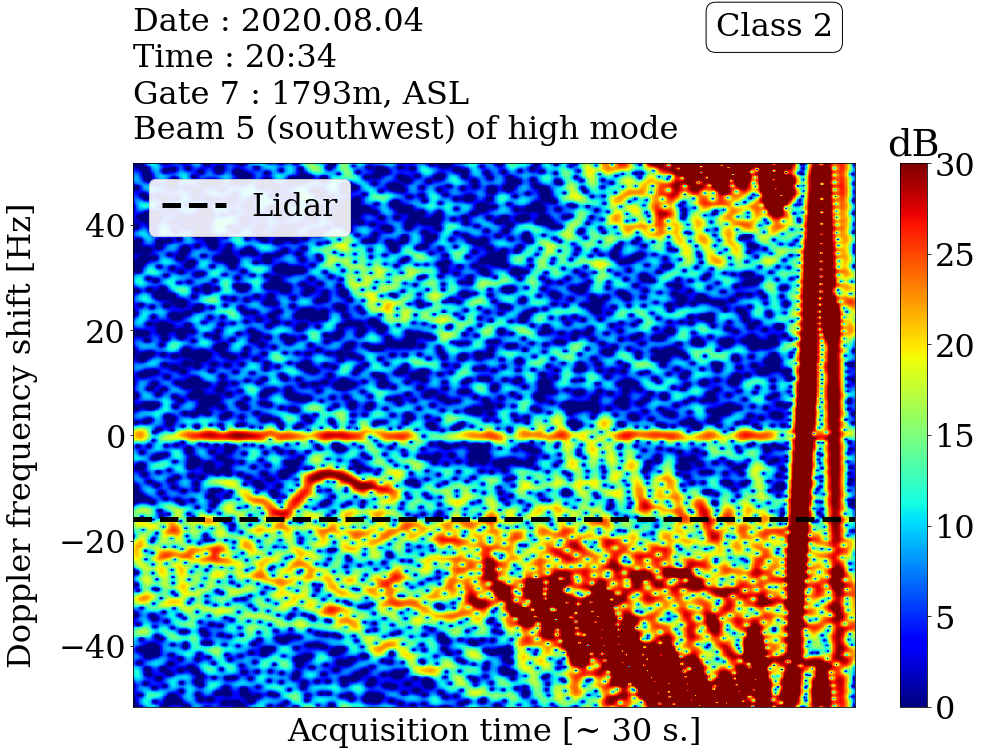 Date : 2020.08.04
Time : 20:34
Gate 7 : 1793m, ASL
Beam 5 (southwest) of high mode
Class 2
dB
Lidar
Doppler frequency shift [Hz]
40
20
0
−20
−40
30
25
20
15
10
5
0
Acquisition time [~ 30 s.]